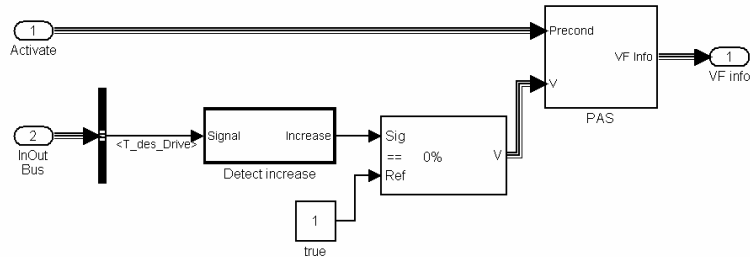 1
Activate
Precond
VF Info
V
PAS
1
VF info
2
InOut
Bus
<T_des_Drive>
Signal
Increase
Detect increase
Sig
== 0%
V
Ref
1
true